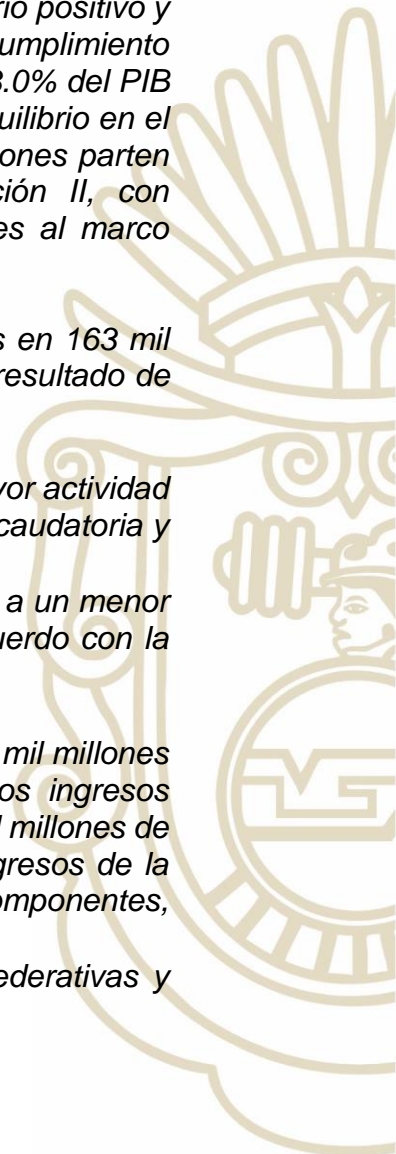 rio positivo y
umplimiento
3.0% del PIB
uilibrio en el
ones parten
ción II, con
es al marco
s en 163 mil
resultado de
yor actividad
caudatoria y
a un menor
uerdo con la
mil millones
os ingresos
l millones de
gresos de la
omponentes,
ederativas y